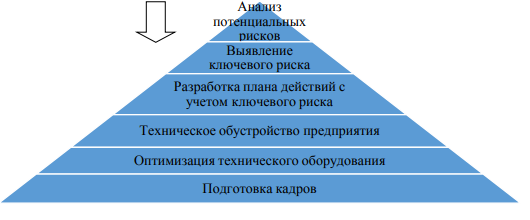 Анализ
потенциальных
рисков
Выявление
ключевого риска
Разработка плана действий с
учетом ключевого риска
Техническое обустройство предприятия
Оптимизация технического оборудования
Подготовка кадров